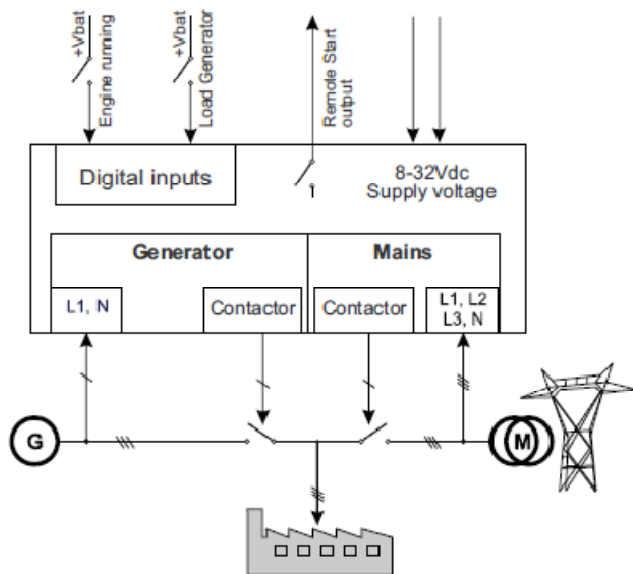 +Vbat
Engine running
+Vbat
Load Generator
Remote Start
output
Digital inputs
8-32Vdc
Supply voltage
Generator
Mains
L1, N
Contactor
Contactor
L1, L2
L3, N
G
M